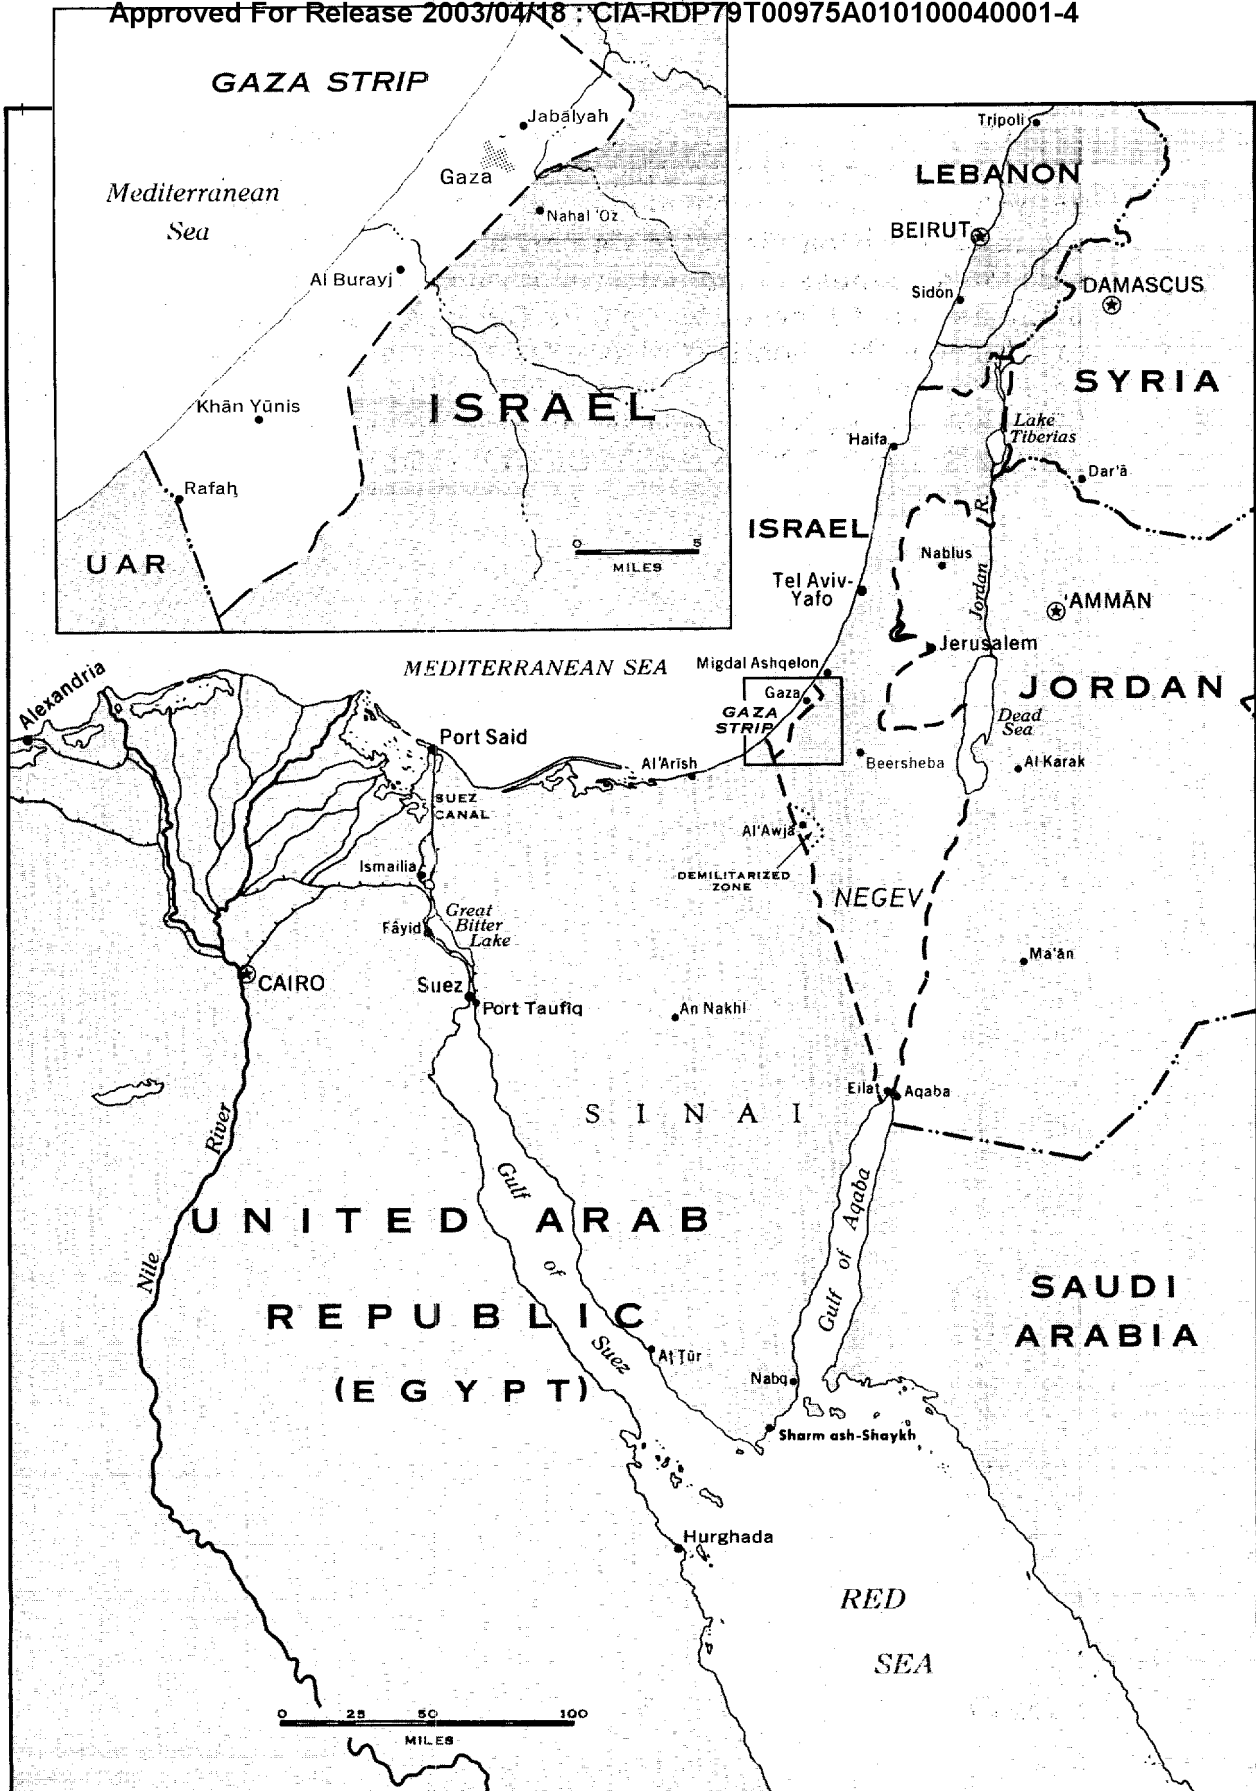 Approved For Release 2003/04/18 : CIA-RDP79T00975A010100040001-4
GAZA STRIP
Jabālyah
Gaza
Mediterranean
Sea
Nahal 'Oz
Al Burayj
ISRAEL
Khān Yūnis
Rafaḥ
UAR
0 5
MILES
Tripoli
LEBANON
BEIRUT
Sidon
DAMASCUS
SYRIA
Lake
Tiberias
Haifa
Dar'ā
ISRAEL
Nablus
Jordan R.
Tel Aviv-
Yafo
'AMMĀN
Jerusalem
MEDITERRANEAN SEA
Migdal Ashqelon
Gaza
GAZA
STRIP
JORDAN
Dead
Sea
Alexandria
Port Said
Al 'Arīsh
Beersheba
Al Karak
SUEZ
CANAL
Al 'Awja
DEMILITARIZED
ZONE
Ismailia
NEGEV
Great
Bitter
Lake
Fāyid
Ma'ān
CAIRO
Suez
Port Taufiq
An Nakhl
Eilat
Aqaba
SINAI
Nile River
Gulf of Suez
Gulf of Aqaba
UNITED ARAB
REPUBLIC
(EGYPT)
SAUDI
ARABIA
Aṭ Ṭūr
Nabq
Sharm ash-Shaykh
Hurghada
RED
SEA
0 25 50 100
MILES